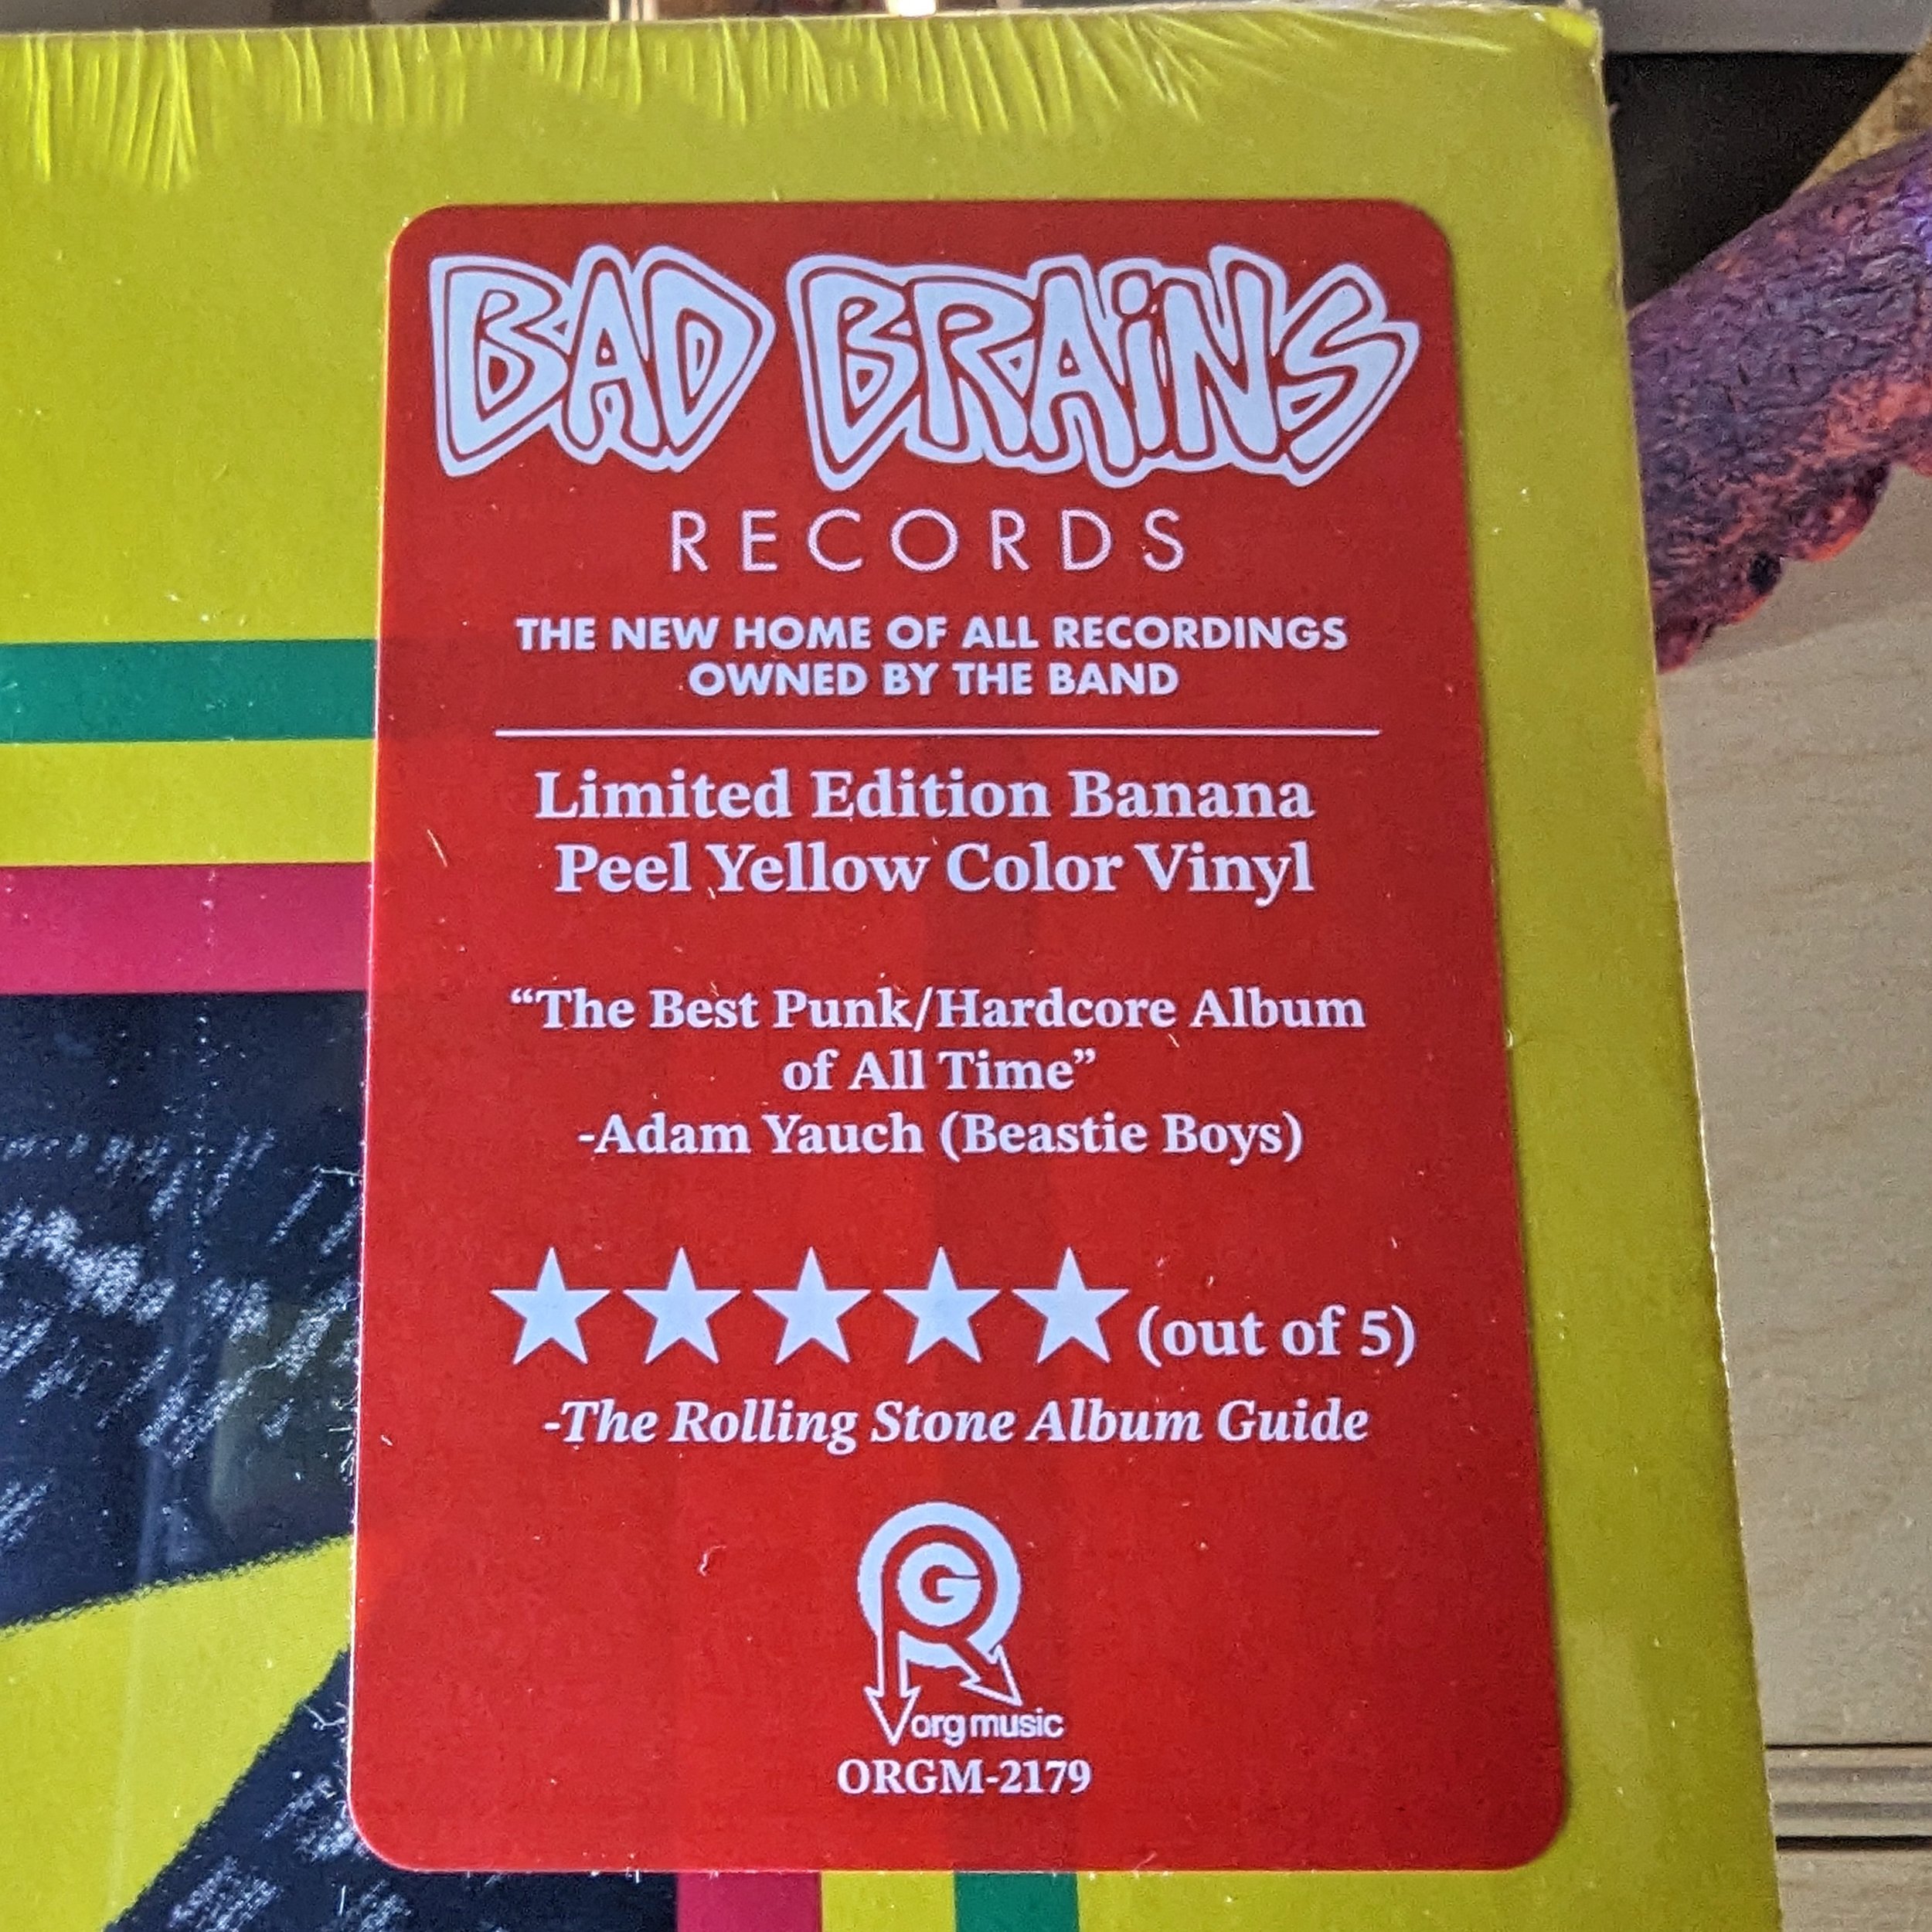 BAD BRAiNS
RECORDS
THE NEW HOME OF ALL RECORDINGS
OWNED BY THE BAND
Limited Edition Banana
Peel Yellow Color Vinyl
“The Best Punk/Hardcore Album
of All Time”
-Adam Yauch (Beastie Boys)
★★★★★(out of 5)
-The Rolling Stone Album Guide
RG
org music
ORGM-2179